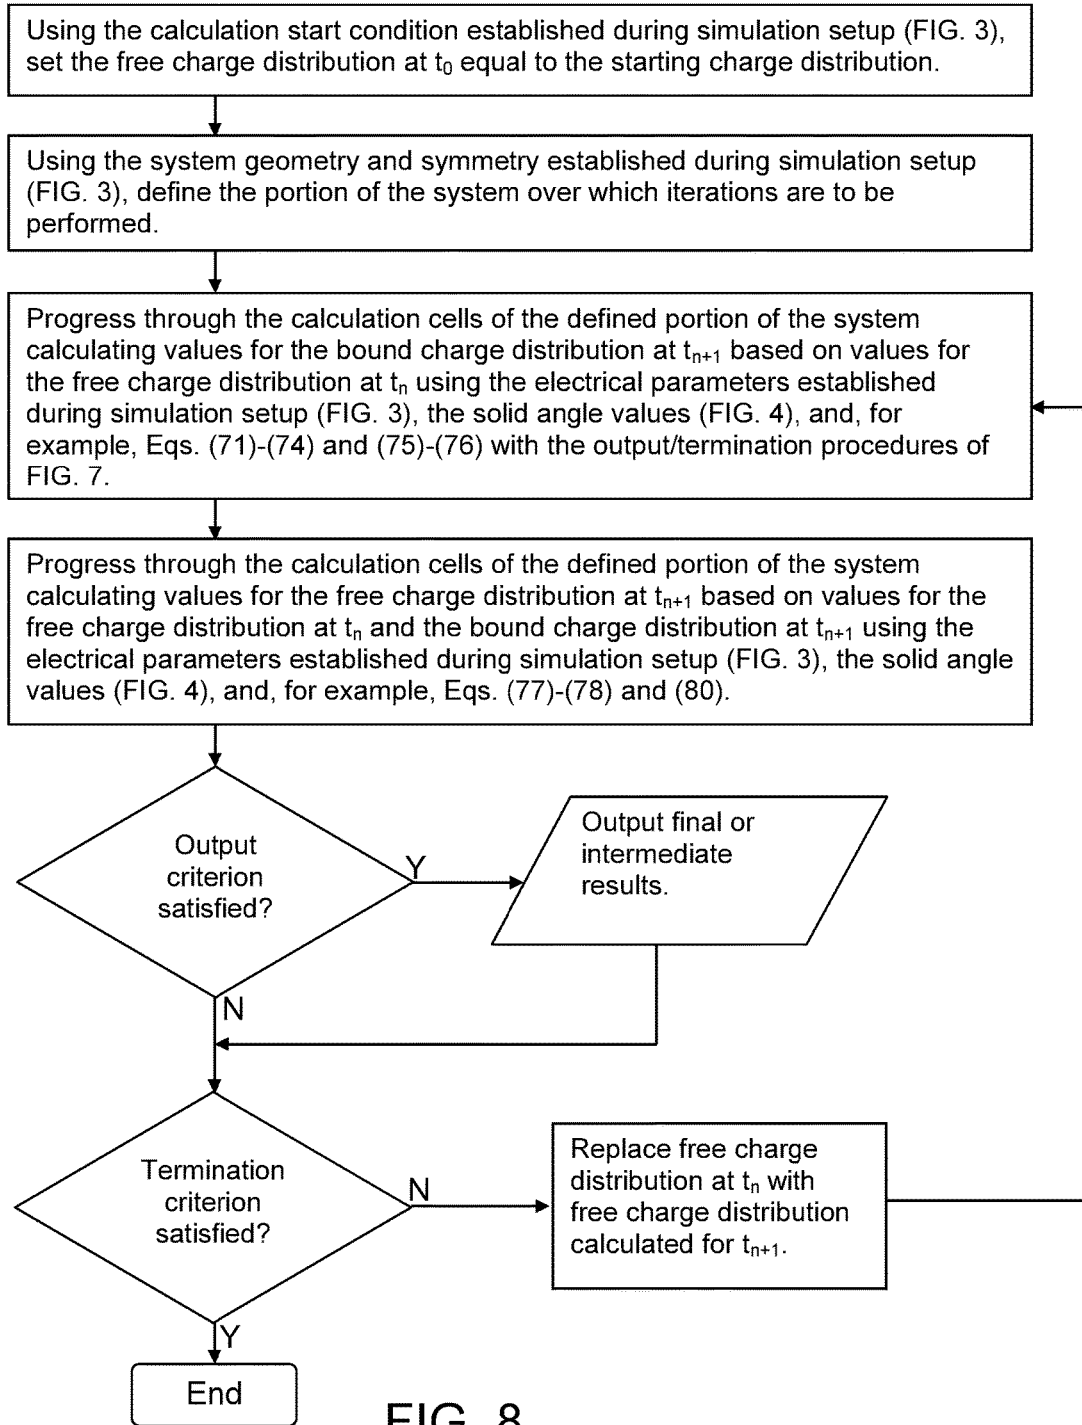 Using the calculation start condition established during simulation setup (FIG. 3),
set the free charge distribution at t₀ equal to the starting charge distribution.
Using the system geometry and symmetry established during simulation setup
(FIG. 3), define the portion of the system over which iterations are to be
performed.
Progress through the calculation cells of the defined portion of the system
calculating values for the bound charge distribution at tₙ₊₁ based on values for
the free charge distribution at tₙ using the electrical parameters established
during simulation setup (FIG. 3), the solid angle values (FIG. 4), and, for
example, Eqs. (71)-(74) and (75)-(76) with the output/termination procedures of
FIG. 7.
Progress through the calculation cells of the defined portion of the system
calculating values for the free charge distribution at tₙ₊₁ based on values for the
free charge distribution at tₙ and the bound charge distribution at tₙ₊₁ using the
electrical parameters established during simulation setup (FIG. 3), the solid angle
values (FIG. 4), and, for example, Eqs. (77)-(78) and (80).
Output
criterion
satisfied?
Y
Output final or
intermediate
results.
N
Termination
criterion
satisfied?
N
Replace free charge
distribution at tₙ with
free charge distribution
calculated for tₙ₊₁.
Y
End
FIG. 8